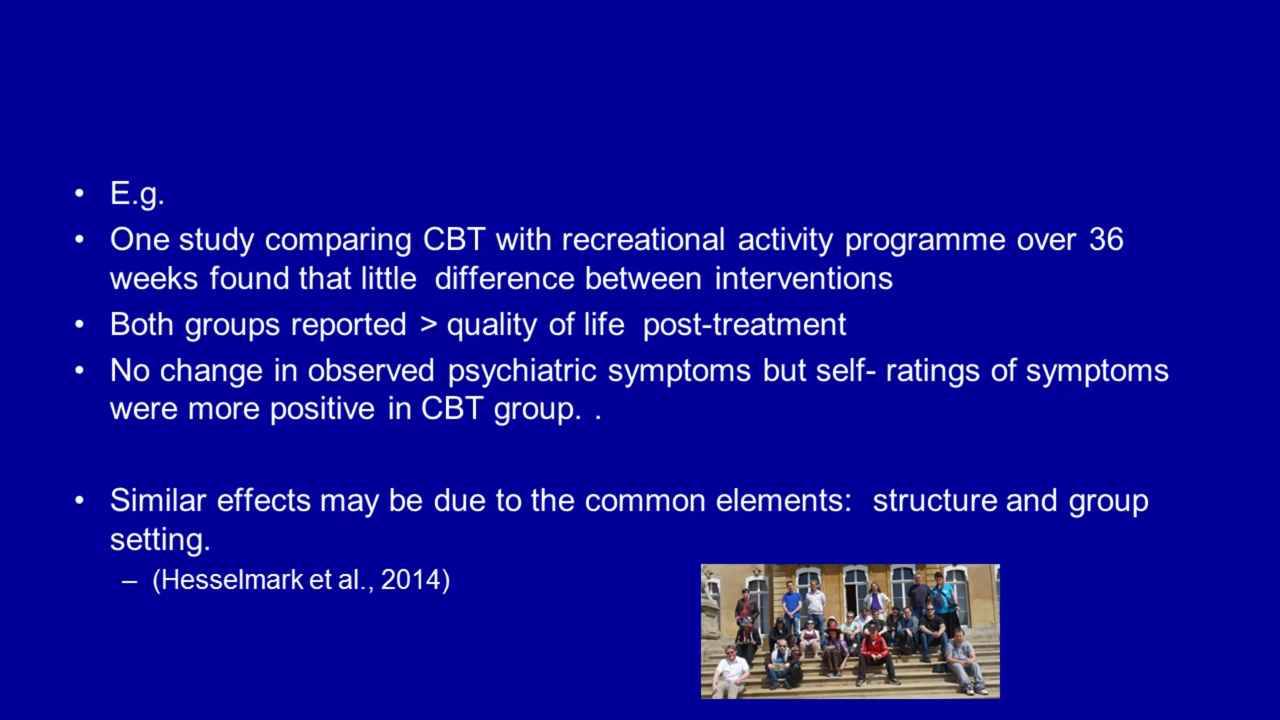 • E.g.
• One study comparing CBT with recreational activity programme over 36
weeks found that little  difference between interventions
• Both groups reported > quality of life  post-treatment
• No change in observed psychiatric symptoms but self- ratings of symptoms
were more positive in CBT group. .
• Similar effects may be due to the common elements:  structure and group
setting.
– (Hesselmark et al., 2014)